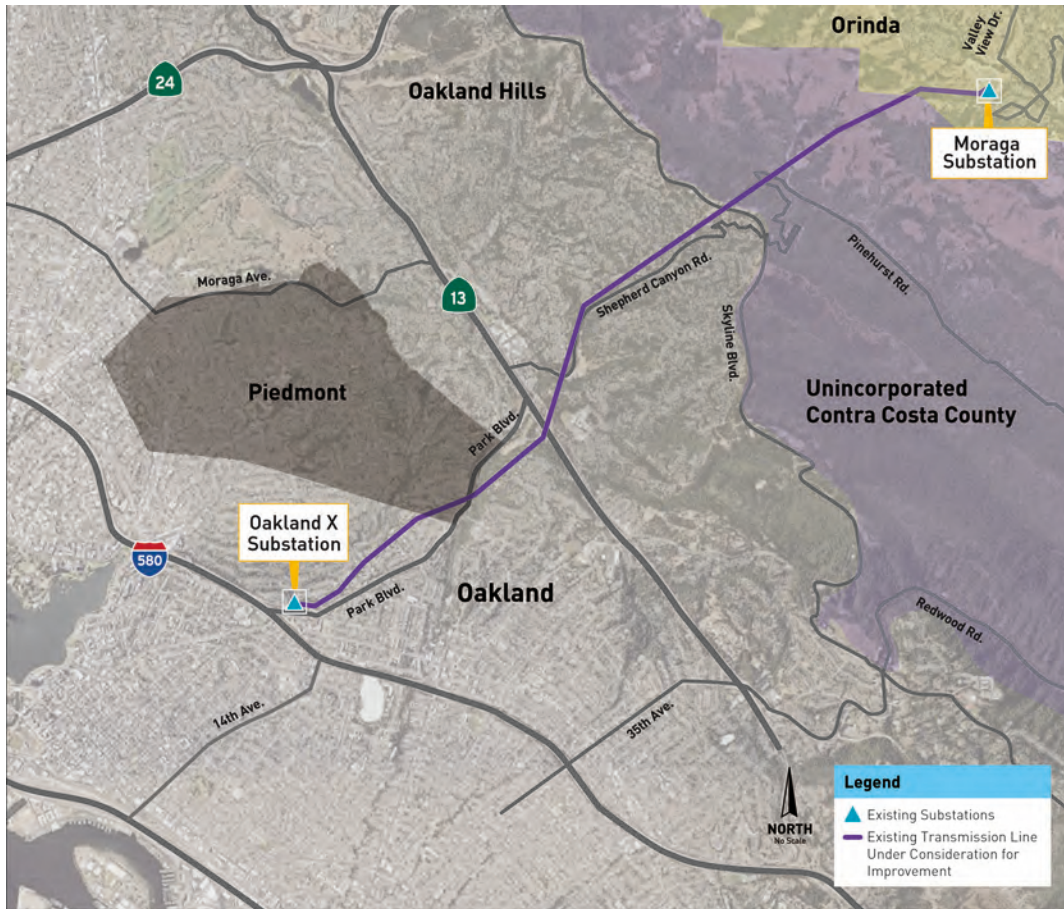 Orinda
Valley
View Dr.
24
Oakland Hills
Moraga
Substation
Moraga Ave.
13
Shepherd Canyon Rd.
Pinehurst Rd.
Skyline Blvd.
Piedmont
Unincorporated
Contra Costa County
Park Blvd.
Oakland X
Substation
580
Park Blvd.
Oakland
Redwood Rd.
14th Ave.
35th Ave.
NORTH
No Scale
Legend
Existing Substations
Existing Transmission Line
Under Consideration for
Improvement